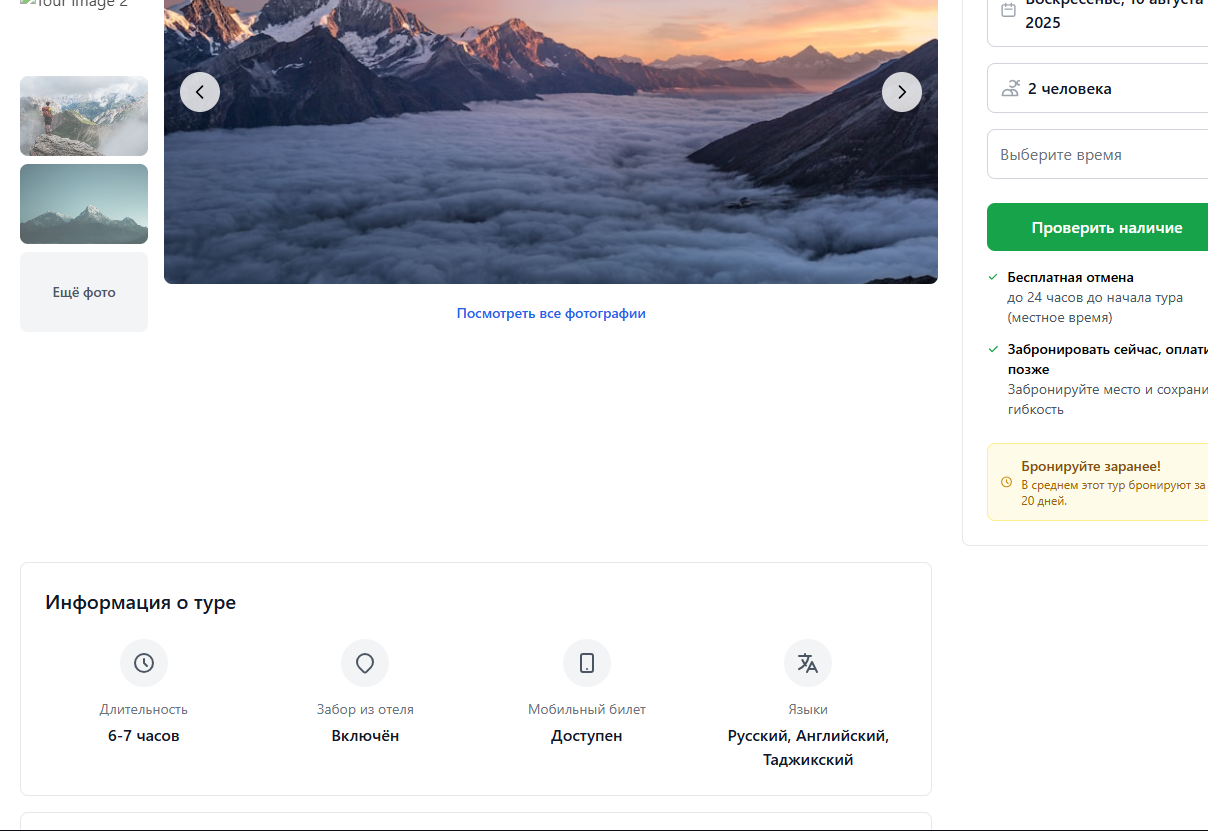 Tour image 2
Ещё фото
Посмотреть все фотографии
Воскресенье, 10 августа
2025
2 человека
Выберите время
Проверить наличие
Бесплатная отмена
до 24 часов до начала тура
(местное время)
Забронировать сейчас, оплати
позже
Забронируйте место и сохрани
гибкость
Бронируйте заранее!
В среднем этот тур бронируют за
20 дней.
Информация о туре
Длительность
6-7 часов
Забор из отеля
Включён
Мобильный билет
Доступен
Языки
Русский, Английский,
Таджикский